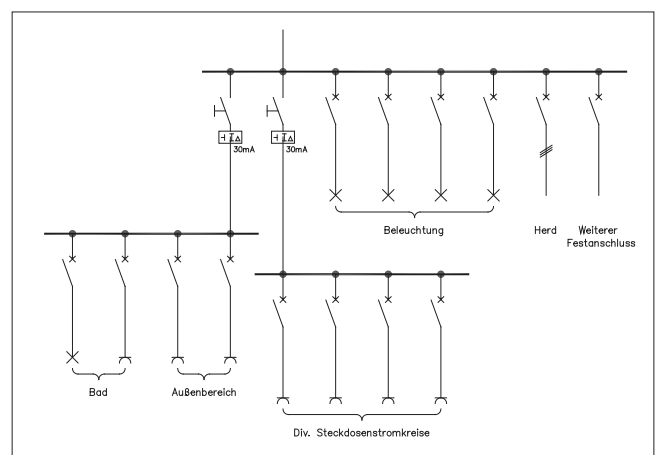 30mA
30mA
Beleuchtung
Herd
Weiterer
Festanschluss
Bad
Außenbereich
Div. Steckdosenstromkreise